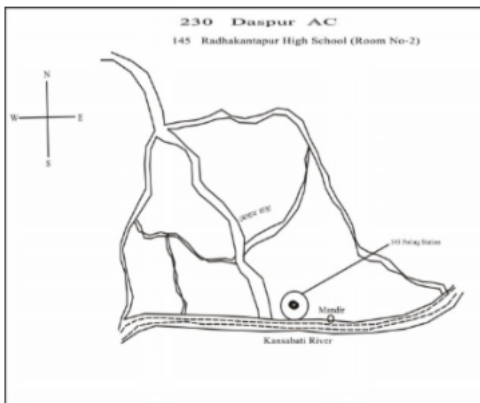 230 Daspur AC
145 Radhakantapur High School (Room No-2)
N
W E
S
145 Poling Station
Mandir
Kansabati River